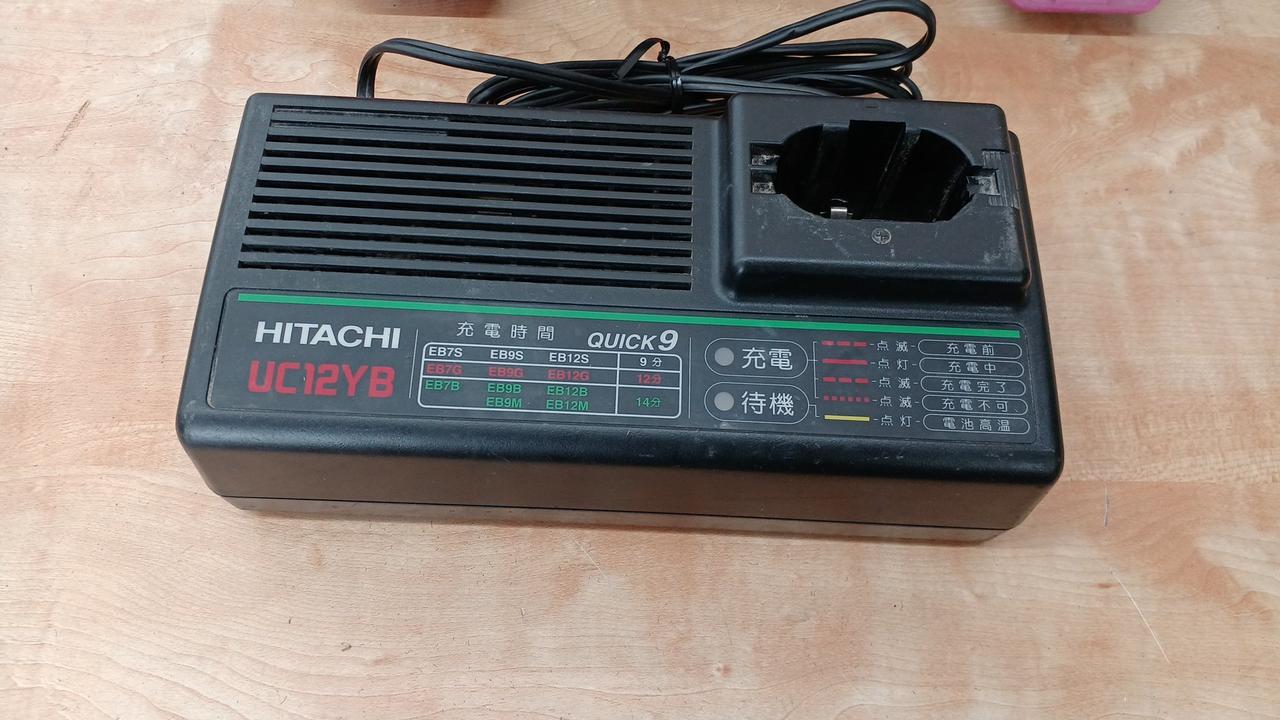 HITACHI
UC12YB
充電時間 QUICK9
EB7S EB9S EB12S 9分
EB7G EB9G EB12G 12分
EB7B EB9B EB12B 14分
EB9M EB12M
充電
待機
点滅 充電前
点灯 充電中
点滅 充電完了
点滅 充電不可
点灯 電池高温